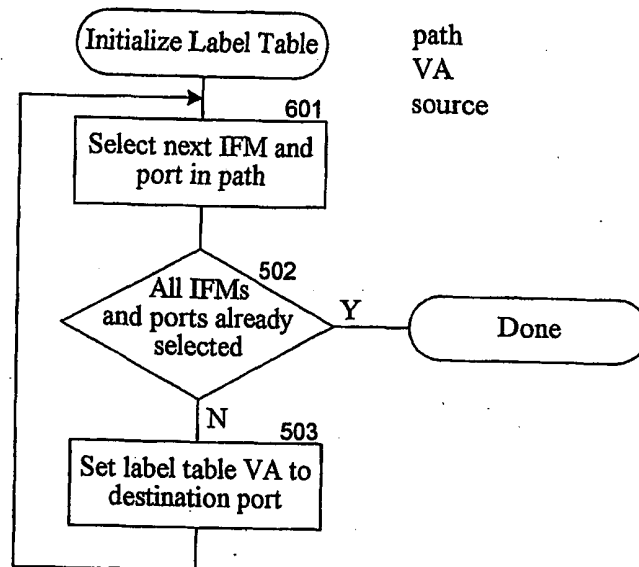 Initialize Label Table
path
VA
source
601
Select next IFM and
port in path
502
All IFMs
and ports already
selected
Y
Done
N
503
Set label table VA to
destination port